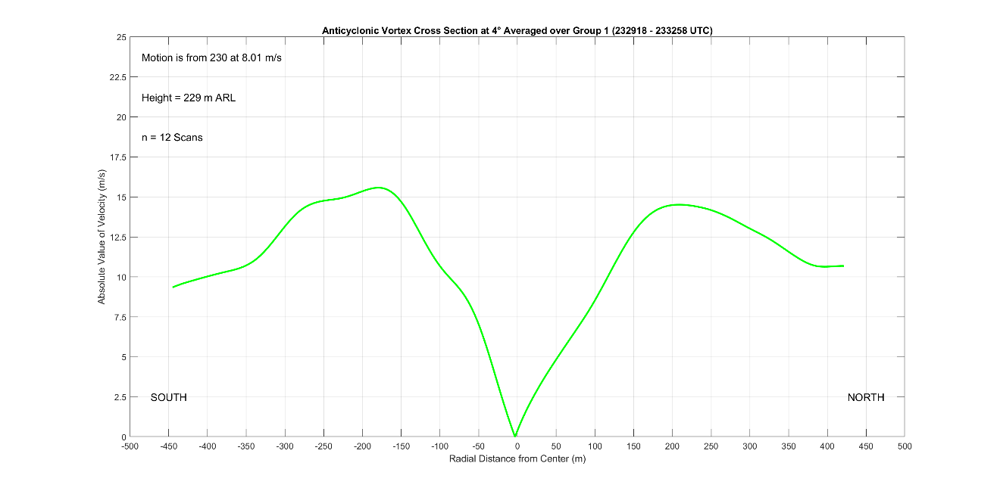 Anticyclonic Vortex Cross Section at 4° Averaged over Group 1 (232918 - 233258 UTC)
25
Motion is from 230 at 8.01 m/s
22.5
Height = 229 m ARL
20
n = 12 Scans
17.5
15
12.5
10
7.5
5
2.5
0
Absolute Value of Velocity (m/s)
SOUTH
NORTH
-500 -450 -400 -350 -300 -250 -200 -150 -100 -50 0 50 100 150 200 250 300 350 400 450 500
Radial Distance from Center (m)